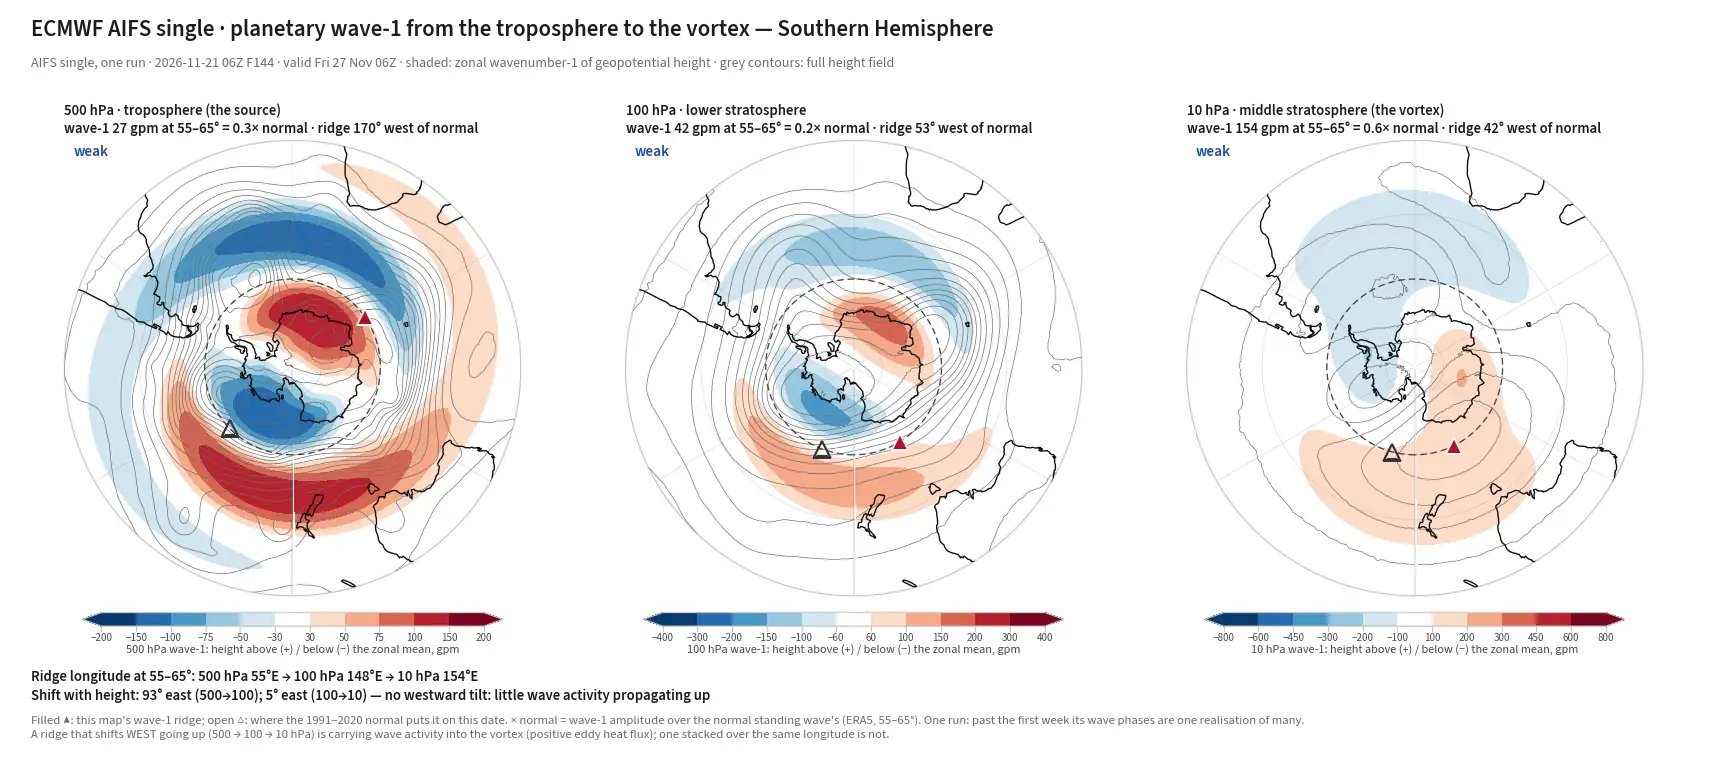 ECMWF AIFS single · planetary wave-1 from the troposphere to the vortex — Southern Hemisphere
AIFS single, one run · 2026-11-21 06Z F144 · valid Fri 27 Nov 06Z · shaded: zonal wavenumber-1 of geopotential height · grey contours: full height field
500 hPa · troposphere (the source)
wave-1 27 gpm at 55–65° = 0.3× normal · ridge 170° west of normal
weak
100 hPa · lower stratosphere
wave-1 42 gpm at 55–65° = 0.2× normal · ridge 53° west of normal
weak
10 hPa · middle stratosphere (the vortex)
wave-1 154 gpm at 55–65° = 0.6× normal · ridge 42° west of normal
weak
−200 −150 −100 −75 −50 −30 30 50 75 100 150 200
500 hPa wave-1: height above (+) / below (−) the zonal mean, gpm
−400 −300 −200 −150 −100 −60 60 100 150 200 300 400
100 hPa wave-1: height above (+) / below (−) the zonal mean, gpm
−800 −600 −450 −300 −200 −100 100 200 300 450 600 800
10 hPa wave-1: height above (+) / below (−) the zonal mean, gpm
Ridge longitude at 55–65°: 500 hPa 55°E → 100 hPa 148°E → 10 hPa 154°E
Shift with height: 93° east (500→100); 5° east (100→10) — no westward tilt: little wave activity propagating up
Filled ▲: this map's wave-1 ridge; open △: where the 1991–2020 normal puts it on this date. × normal = wave-1 amplitude over the normal standing wave's (ERA5, 55–65°). One run: past the first week its wave phases are one realisation of many.
A ridge that shifts WEST going up (500 → 100 → 10 hPa) is carrying wave activity into the vortex (positive eddy heat flux); one stacked over the same longitude is not.